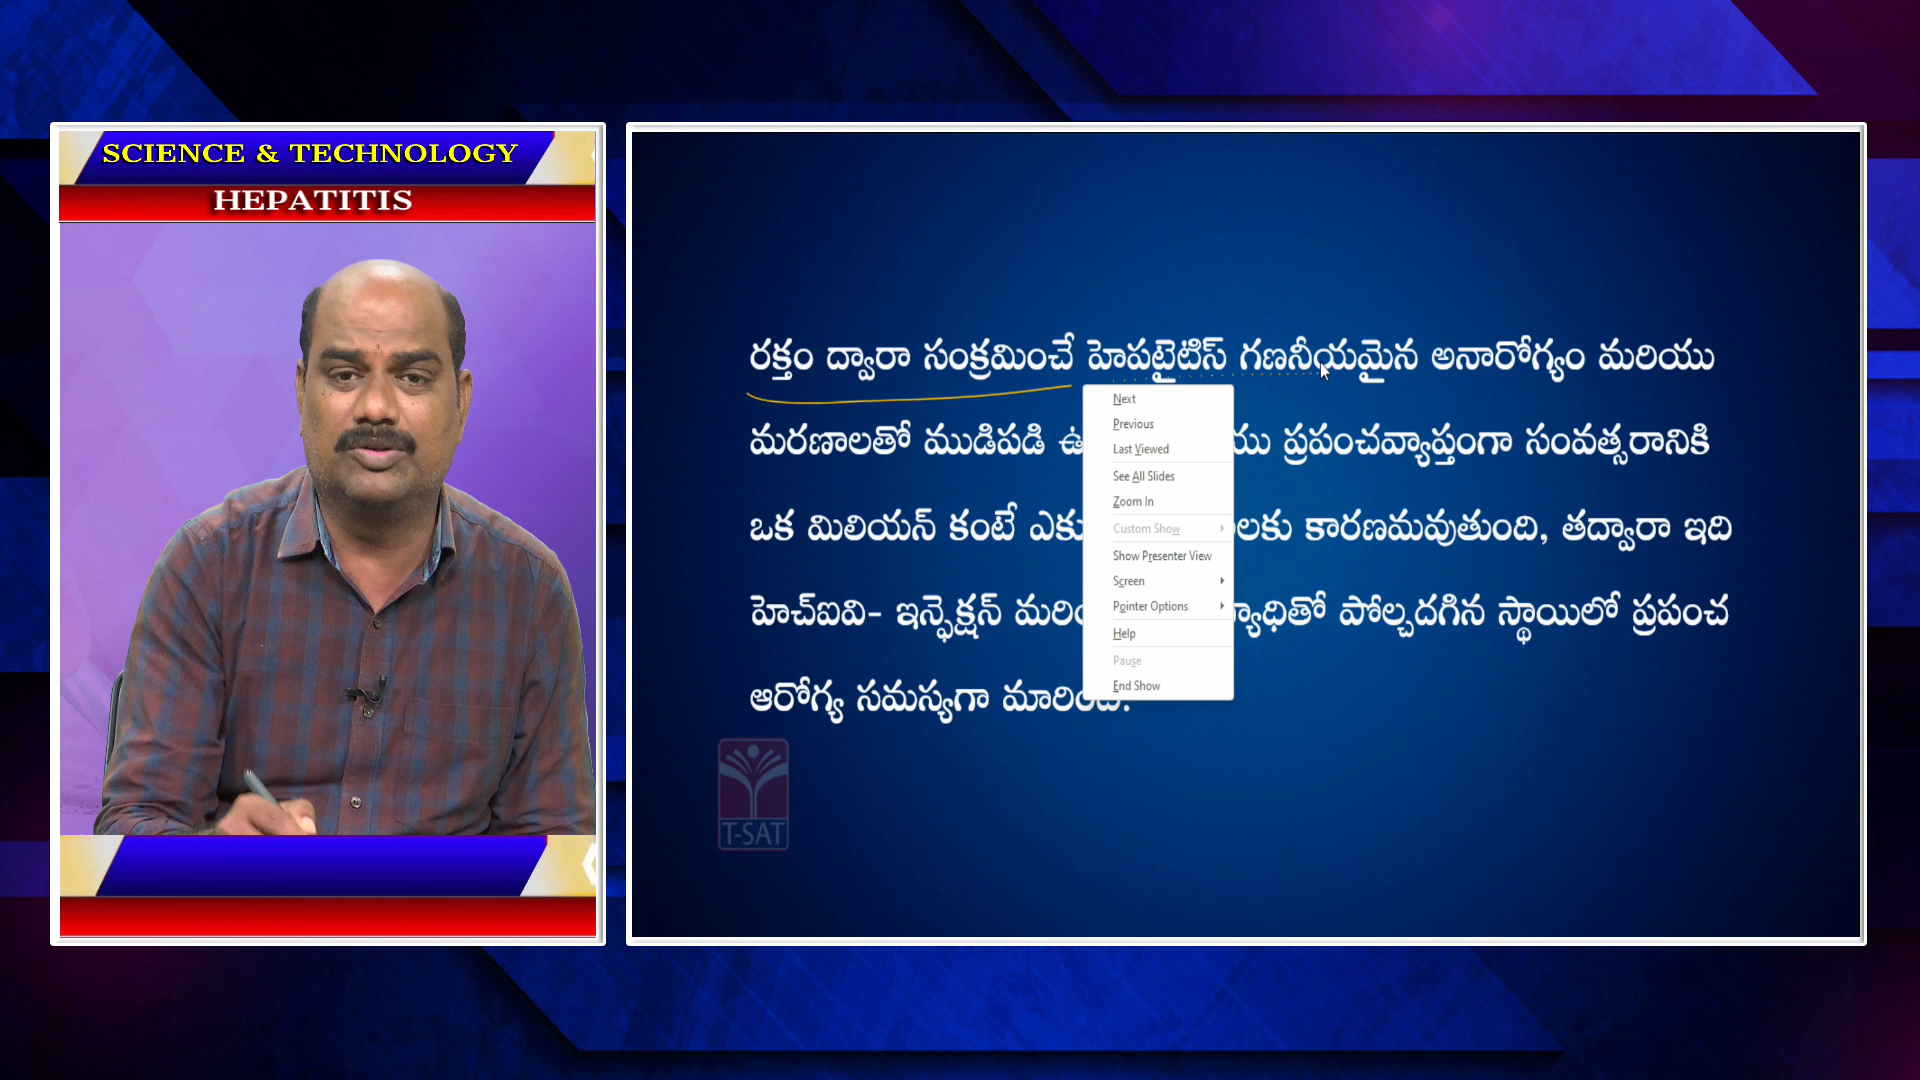 SCIENCE & TECHNOLOGY
HEPATITIS
రక్తం ద్వారా సంక్రమించే హెపటైటిస్ గణనీయమైన అనారోగ్యం మరియు
మరణాలతో ముడిపడి ప్రపంచవ్యాప్తంగా సంవత్సరానికి
ఒక మిలియన్ కంటే కారణమవుతుంది, తద్వారా ఇది
హెచ్ఐవి- ఇన్ఫెక్షన్ పోల్చదగిన స్థాయిలో ప్రపంచ
ఆరోగ్య సమస్యగా
Next
Previous
Last Viewed
See All Slides
Zoom In
Custom Show
Show Presenter View
Screen
Pointer Options
Help
Pause
End Show
T-SAT